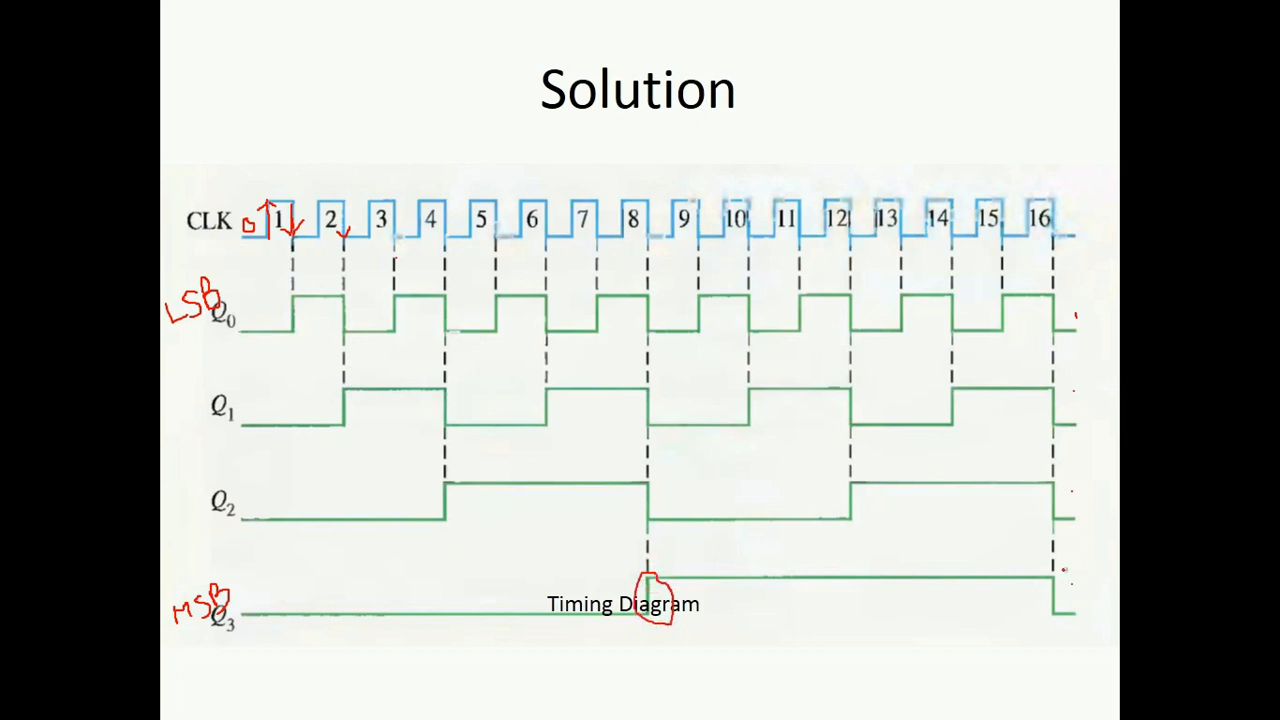 Solution
CLK 0 1 2 3 4 5 6 7 8 9 10 11 12 13 14 15 16
LSB
Q0
Q1
Q2
MSB
Q3
Timing Diagram